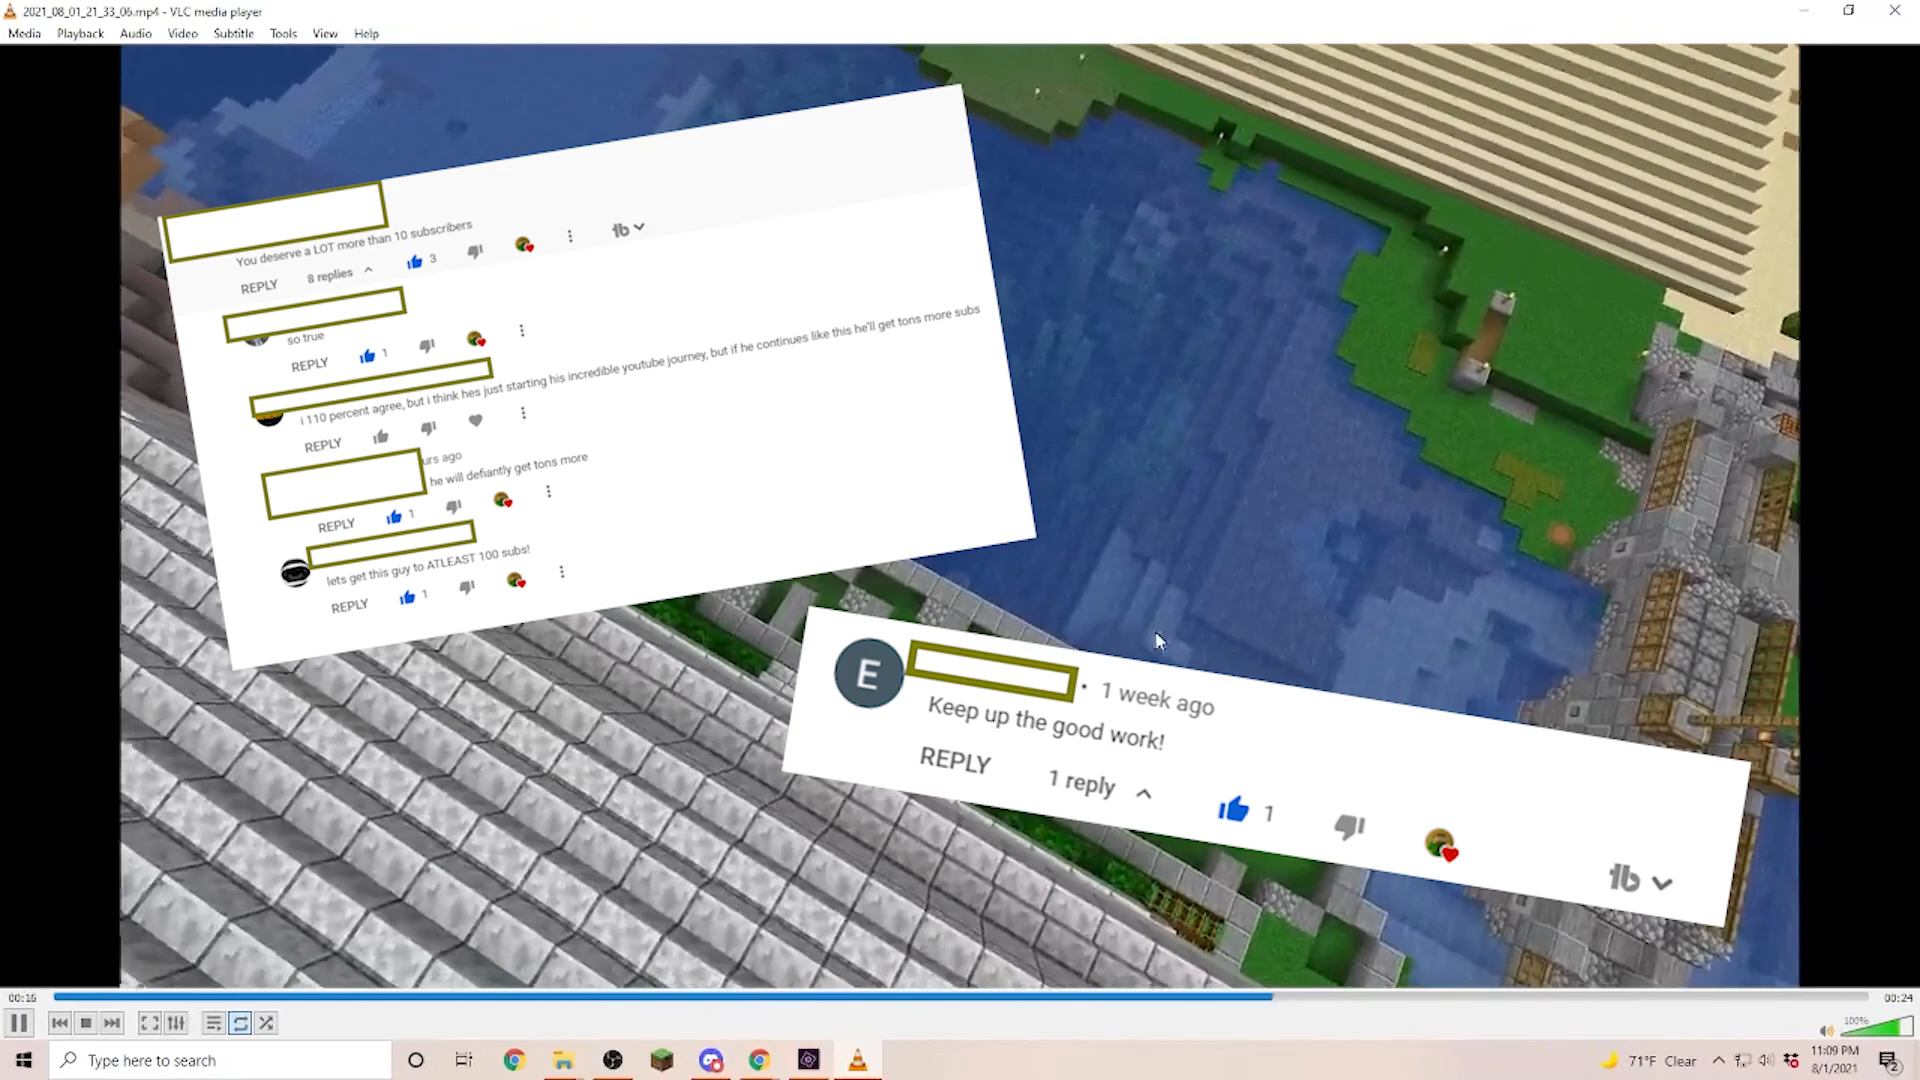 2021_08_01_21_33_06.mp4 - VLC media player
Media Playback Audio Video Subtitle Tools View Help
You deserve a LOT more than 10 subscribers
REPLY 8 replies 3
so true
REPLY 1
i 110 percent agree, but i think hes just starting his incredible youtube journey, but if he continues like this he'll get tons more subs
REPLY
urs ago
he will defiantly get tons more
REPLY 1
lets get this guy to ATLEAST 100 subs!
REPLY 1
E • 1 week ago
Keep up the good work!
REPLY 1 reply 1
00:16 00:24
100%
Type here to search
71°F Clear
11:09 PM
8/1/2021
2